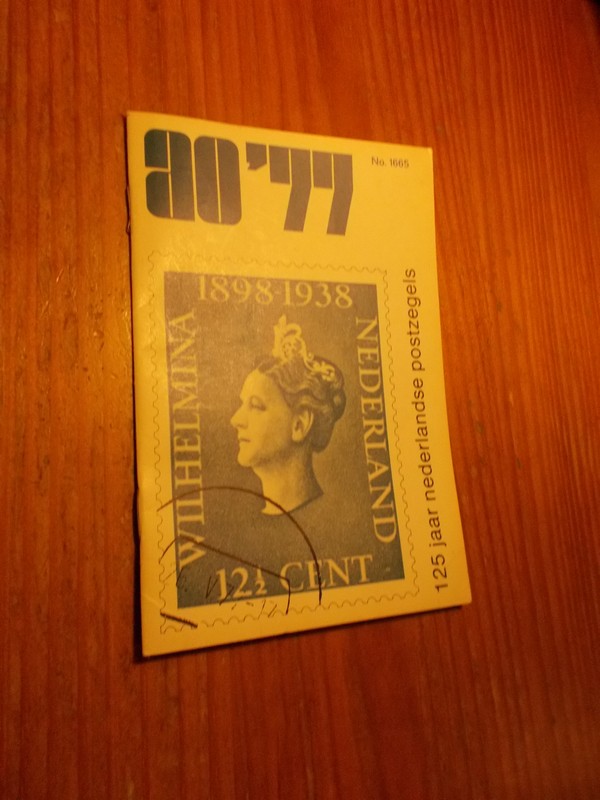 ao'77
No. 1665
1898-1938
WILHELMINA
NEDERLAND
12½ CENT
125 jaar nederlandse postzegels